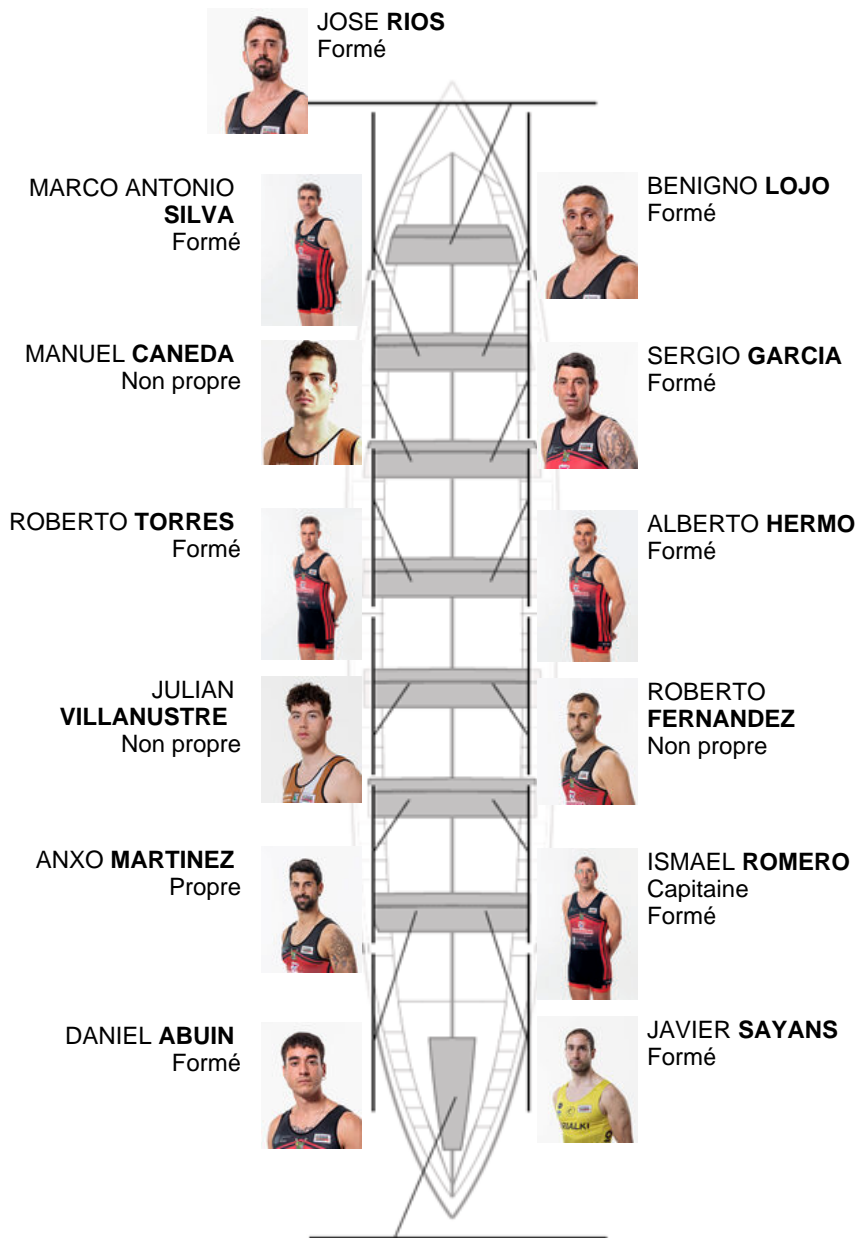 JOSE RIOS
Formé
MARCO ANTONIO
SILVA
Formé
BENIGNO LOJO
Formé
MANUEL CANEDA
Non propre
SERGIO GARCIA
Formé
ROBERTO TORRES
Formé
ALBERTO HERMO
Formé
JULIAN
VILLANUSTRE
Non propre
ROBERTO
FERNANDEZ
Non propre
ANXO MARTINEZ
Propre
ISMAEL ROMERO
Capitaine
Formé
DANIEL ABUIN
Formé
JAVIER SAYANS
Formé